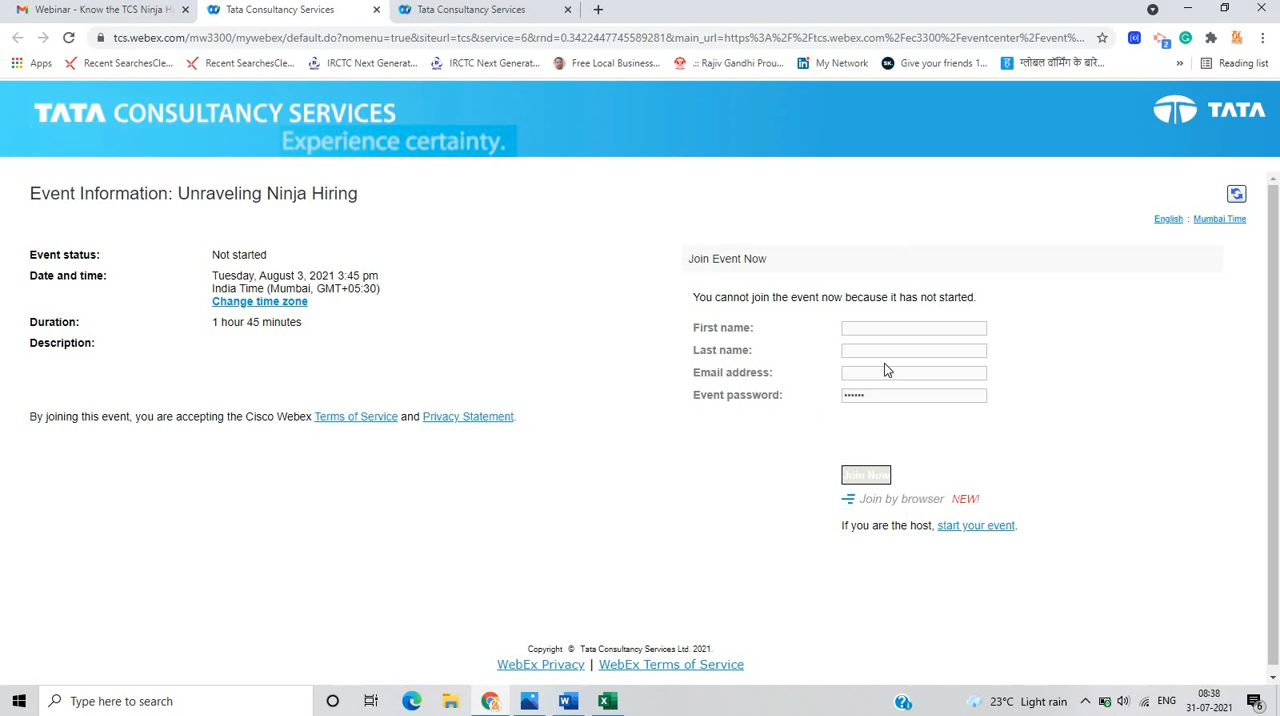 Webinar - Know the TCS Ninja H
Tata Consultancy Services
Tata Consultancy Services
tcs.webex.com/mw3300/mywebex/default.do?nomenu=true&siteurl=tcs&service=6&rnd=0.3422447745589281&main_url=https%3A%2F%2Ftcs.webex.com%2Fec3300%2Feventcenter%2Fevent%...
2
Apps
Recent SearchesCle...
Recent SearchesCle...
IRCTC Next Generat...
IRCTC Next Generat...
Free Local Business...
.:: Rajiv Gandhi Prou...
My Network
Give your friends 1...
ग्लोबल वॉर्मिंग के बारे...
»
Reading list
TATA CONSULTANCY SERVICES
Experience certainty.
TATA
Event Information: Unraveling Ninja Hiring
English : Mumbai Time
Event status: Not started
Date and time: Tuesday, August 3, 2021 3:45 pm
India Time (Mumbai, GMT+05:30)
Change time zone
Duration: 1 hour 45 minutes
Description:
By joining this event, you are accepting the Cisco Webex Terms of Service and Privacy Statement.
Join Event Now
You cannot join the event now because it has not started.
First name:
Last name:
Email address:
Event password: ••••••
Join Now
Join by browser NEW!
If you are the host, start your event.
Copyright © Tata Consultancy Services Ltd. 2021.
WebEx Privacy | WebEx Terms of Service
Type here to search
23°C Light rain
ENG
08:38
31-07-2021
6